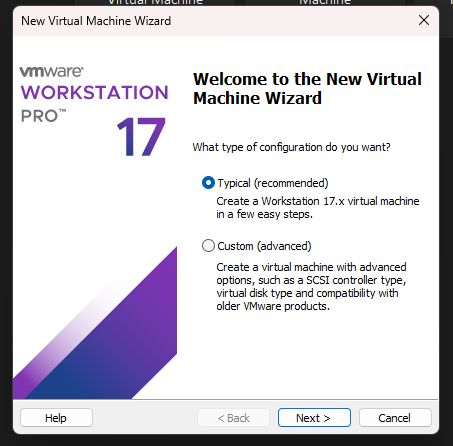 Virtual Machine
Machine
New Virtual Machine Wizard
vmware®
WORKSTATION
PRO™
17
Welcome to the New Virtual
Machine Wizard
What type of configuration do you want?
Typical (recommended)
Create a Workstation 17.x virtual machine
in a few easy steps.
Custom (advanced)
Create a virtual machine with advanced
options, such as a SCSI controller type,
virtual disk type and compatibility with
older VMware products.
Help
< Back
Next >
Cancel